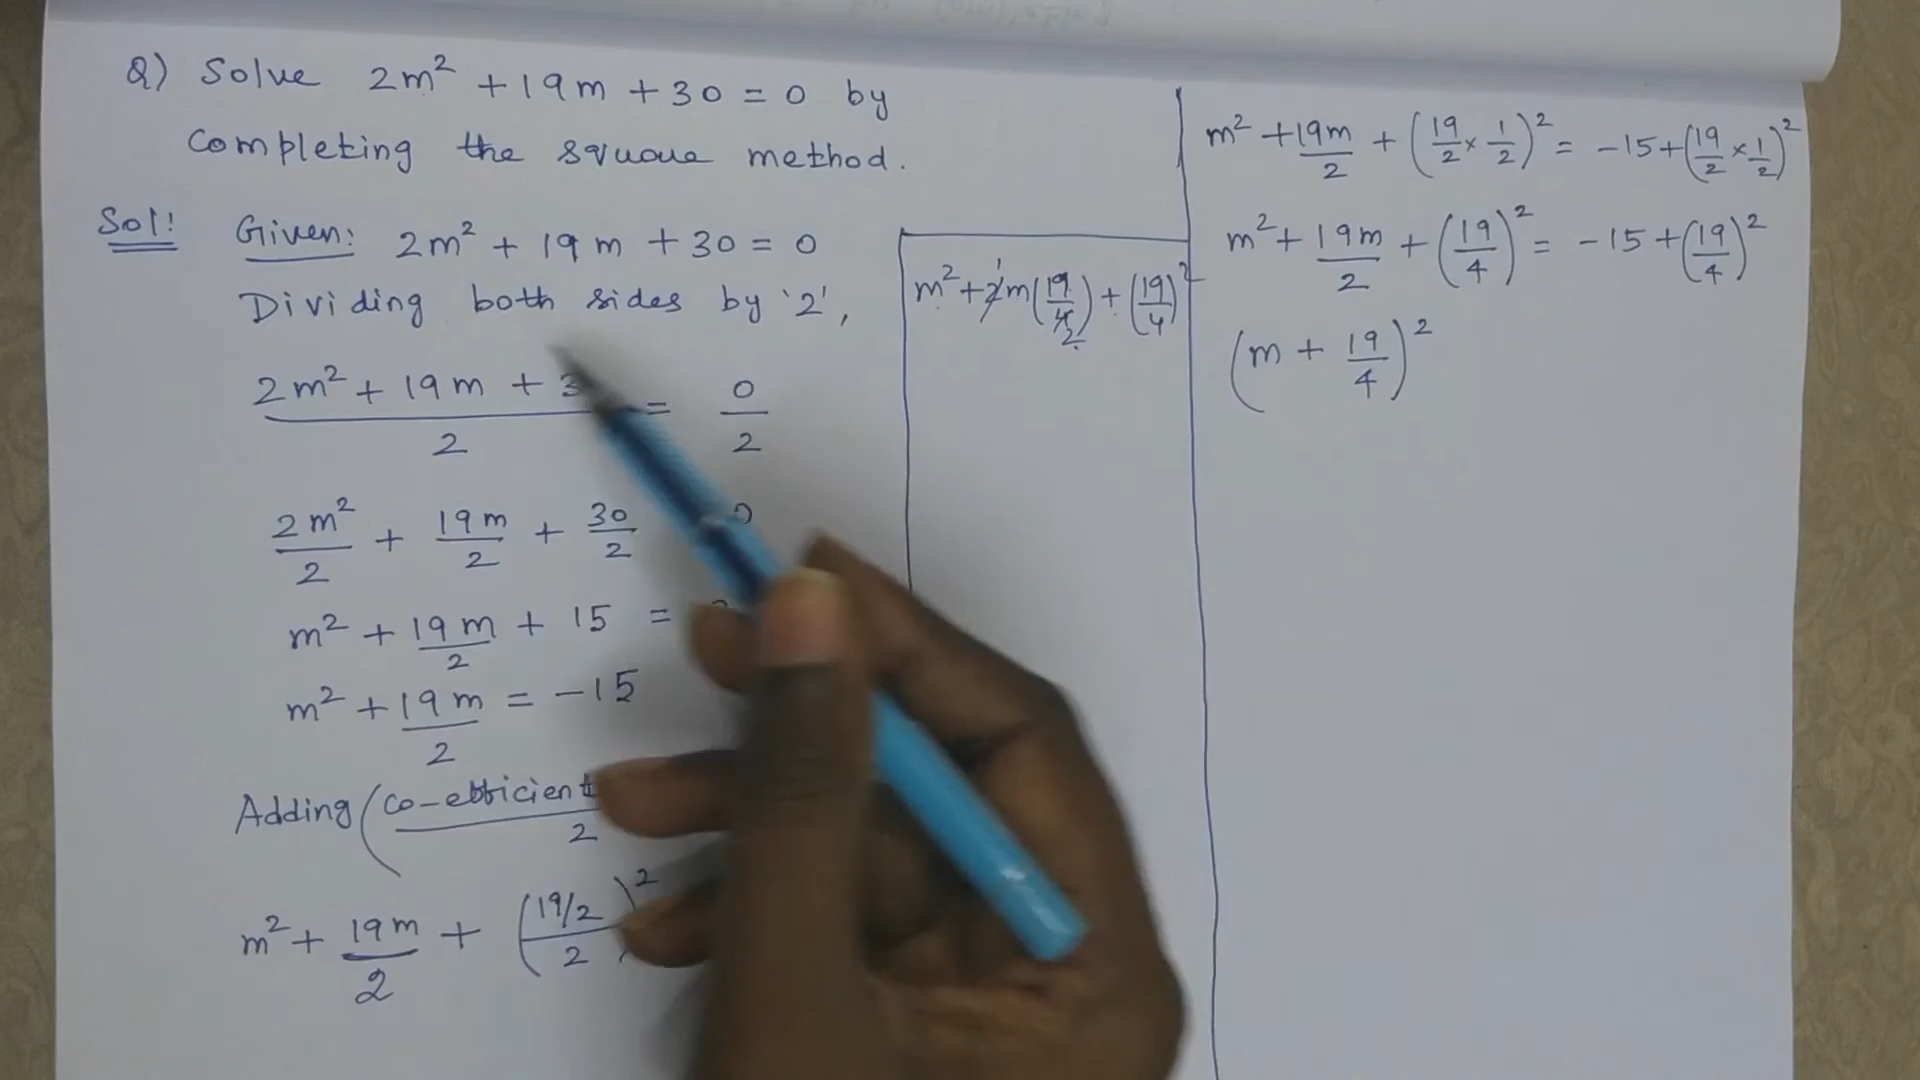 Q) Solve 2m² + 19m + 30 = 0 by
completing the square method.
Sol: Given: 2m² + 19m + 30 = 0
Dividing both sides by '2',
2m² + 19m + 3 = 0
2 2
2m² + 19m + 30 0
2 2 2
m² + 19m + 15 =
2
m² + 19m = -15
2
Adding (co-efficient
2
m² + 19m + (19/2)²
2 2
m² + 2m(19/4) + (19/4)²
1 2
m² + 19m/2 + (19/2 × 1/2)² = -15 + (19/2 × 1/2)²
m² + 19m/2 + (19/4)² = -15 + (19/4)²
(m + 19/4)²